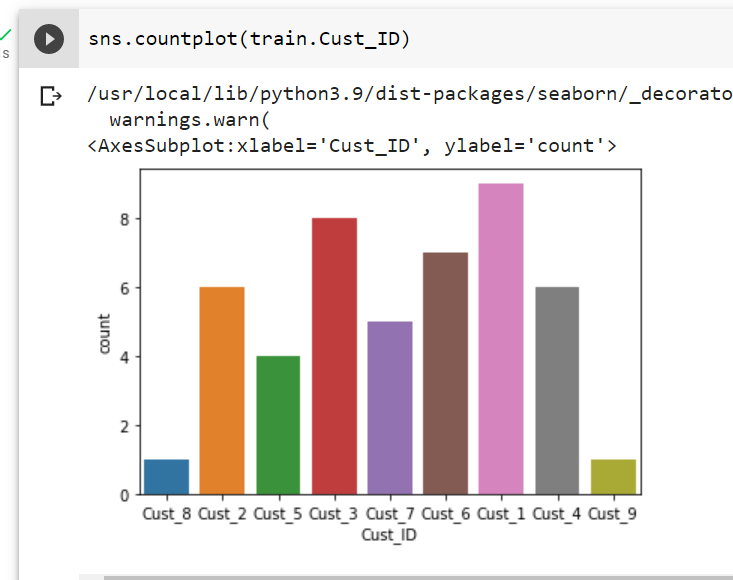 sns.countplot(train.Cust_ID)
s
/usr/local/lib/python3.9/dist-packages/seaborn/_decorato
warnings.warn(
<AxesSubplot:xlabel='Cust_ID', ylabel='count'>
8
6
4
2
0
count
Cust_8 Cust_2 Cust_5 Cust_3 Cust_7 Cust_6 Cust_1 Cust_4 Cust_9
Cust_ID